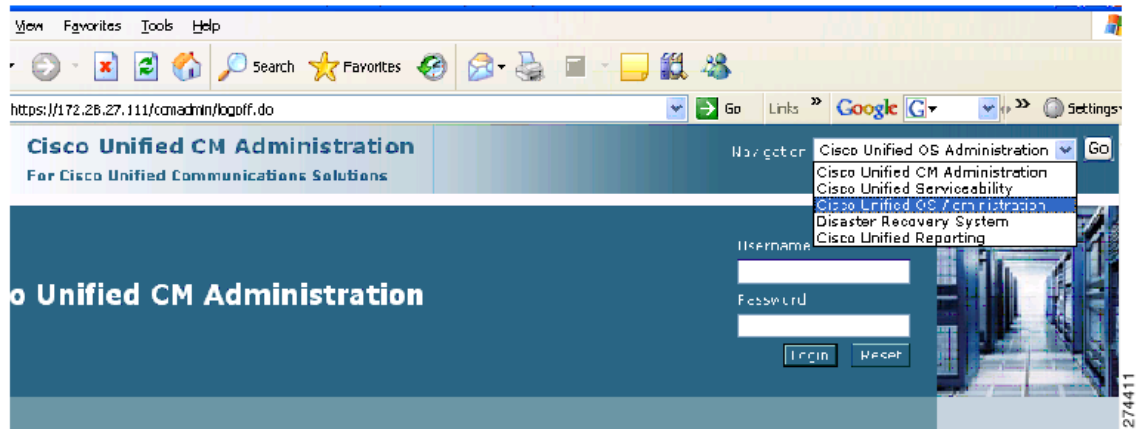 View Favorites Tools Help
Search Favorites
https://172.28.27.111/ccmadmin/logoff.do Go Links » Google G » Settings
Cisco Unified CM Administration
For Cisco Unified Communications Solutions
Navigation Cisco Unified OS Administration Go
Cisco Unified CM Administration
Cisco Unified Serviceability
Cisco Unified OS Administration
Disaster Recovery System
Cisco Unified Reporting
Username
o Unified CM Administration
Password
Login Reset
274411